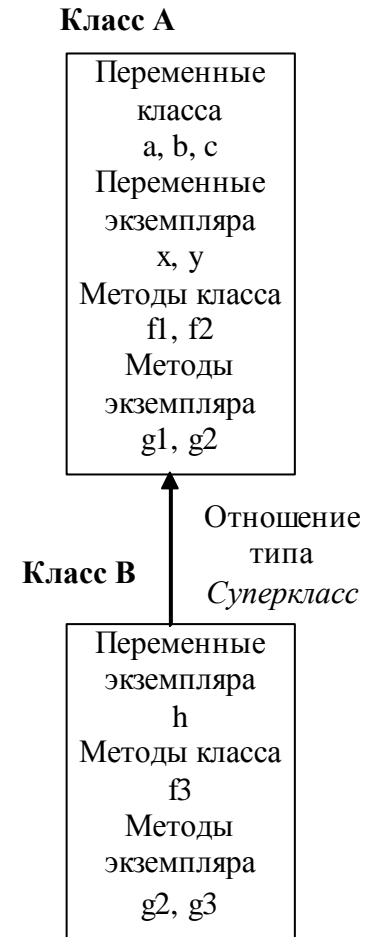 Класс А
Переменные
класса
a, b, c
Переменные
экземпляра
x, y
Методы класса
f1, f2
Методы
экземпляра
g1, g2
Отношение
типа
Суперкласс
Класс В
Переменные
экземпляра
h
Методы класса
f3
Методы
экземпляра
g2, g3